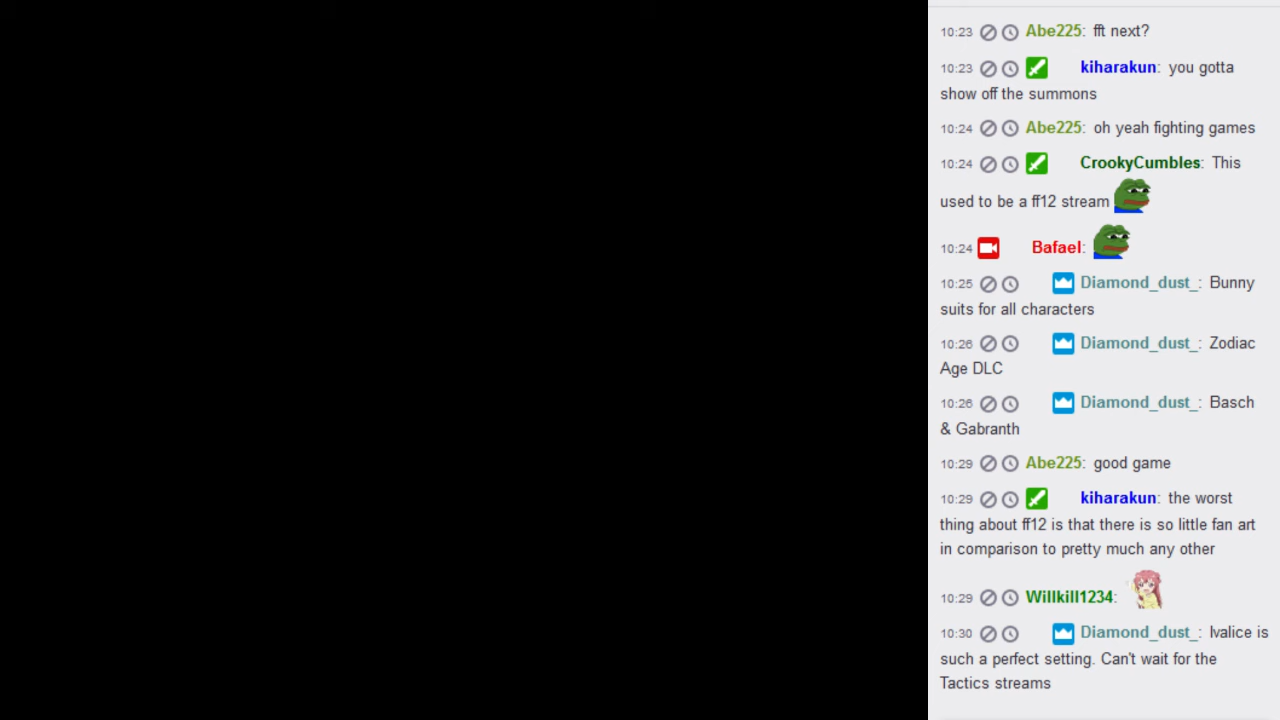 10:23 Abe225: fft next?
10:23 kiharakun: you gotta
show off the summons
10:24 Abe225: oh yeah fighting games
10:24 CrookyCumbles: This
used to be a ff12 stream
10:24 Bafael:
10:25 Diamond_dust_: Bunny
suits for all characters
10:26 Diamond_dust_: Zodiac
Age DLC
10:26 Diamond_dust_: Basch
& Gabranth
10:29 Abe225: good game
10:29 kiharakun: the worst
thing about ff12 is that there is so little fan art
in comparison to pretty much any other
10:29 Willkill1234:
10:30 Diamond_dust_: Ivalice is
such a perfect setting. Can't wait for the
Tactics streams